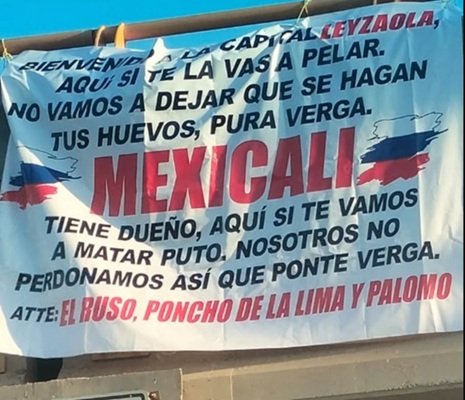 BIENVENIDO A LA CAPITAL LEYZAOLA,
AQUÍ SI TE LA VAS A PELAR.
NO VAMOS A DEJAR QUE SE HAGAN
TUS HUEVOS, PURA VERGA.
MEXICALI
TIENE DUEÑO, AQUÍ SI TE VAMOS
A MATAR PUTO. NOSOTROS NO
PERDONAMOS ASÍ QUE PONTE VERGA.
ATTE: EL RUSO, PONCHO DE LA LIMA Y PALOMO